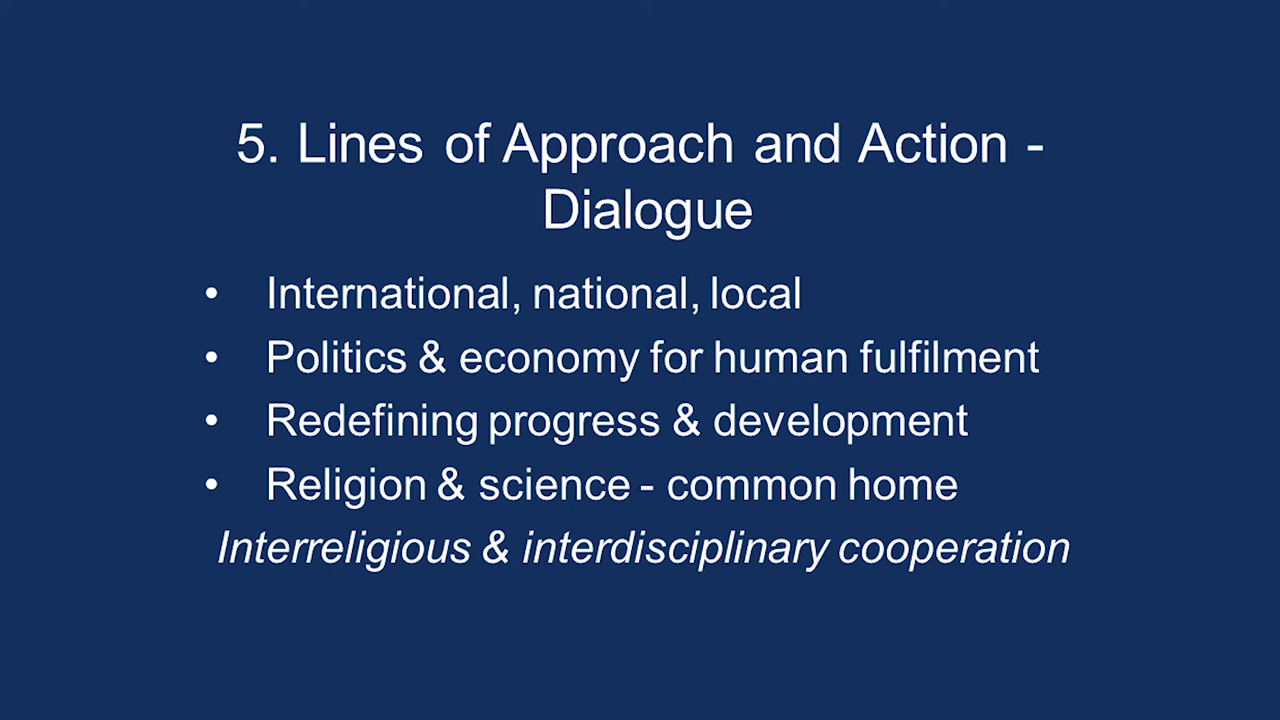 5. Lines of Approach and Action -
Dialogue
• International, national, local
• Politics & economy for human fulfilment
• Redefining progress & development
• Religion & science - common home
Interreligious & interdisciplinary cooperation